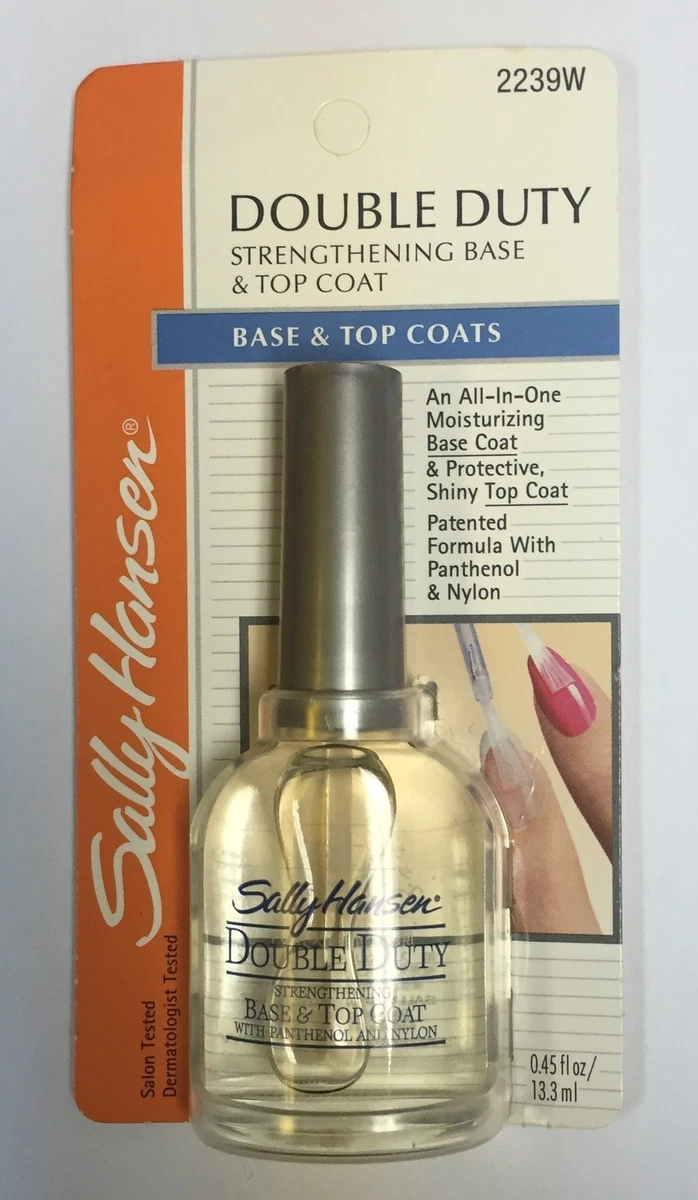 2239W
DOUBLE DUTY
STRENGTHENING BASE
& TOP COAT
BASE & TOP COATS
An All-In-One
Moisturizing
Base Coat
& Protective,
Shiny Top Coat
Patented
Formula With
Panthenol
& Nylon
Sally Hansen®
Salon Tested
Dermatologist Tested
Sally Hansen®
DOUBLE DUTY
STRENGTHENING
BASE & TOP COAT
WITH PANTHENOL AND NYLON
0.45 fl oz/
13.3 ml